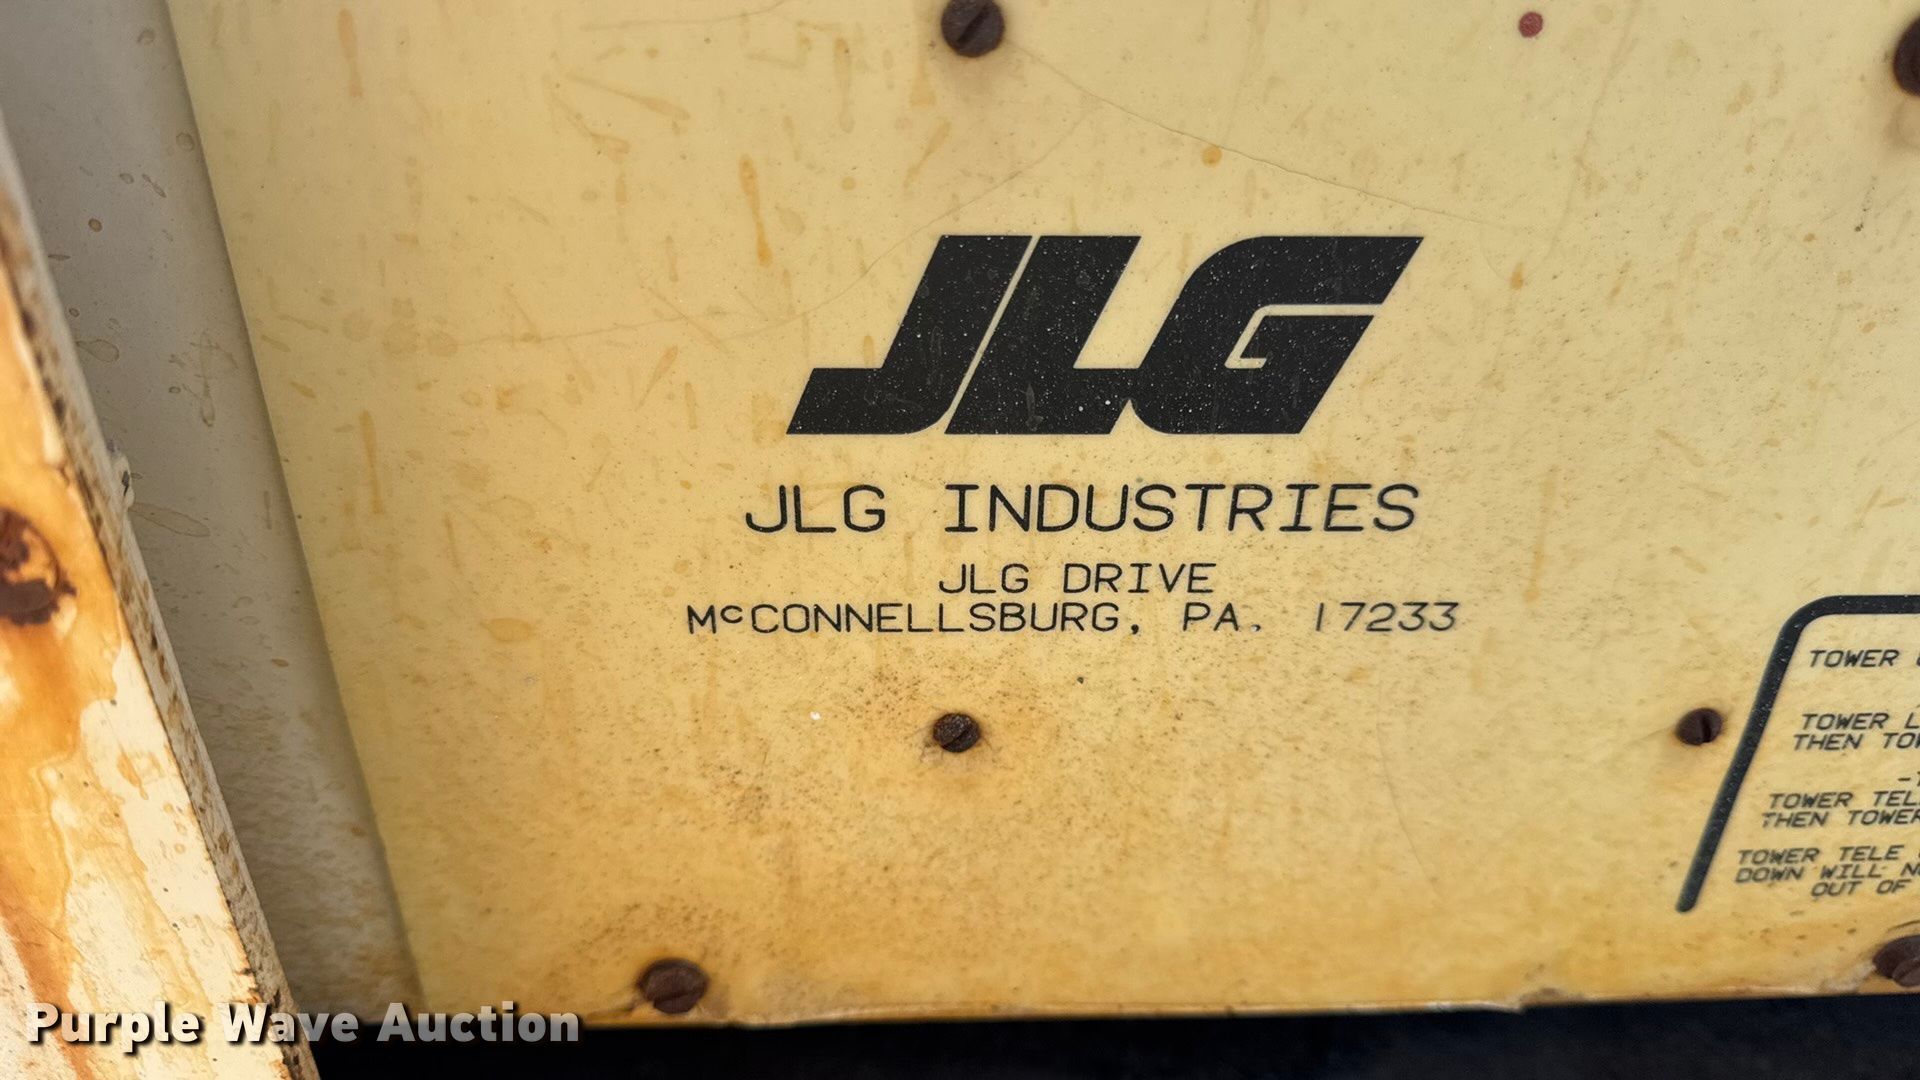 JLG
JLG INDUSTRIES
JLG DRIVE
McCONNELLSBURG, PA. 17233
TOWER
TOWER
THEN
TOWER
THEN TOWER
TOWER TELE
DOWN WILL
OUT OF
Purple Wave Auction